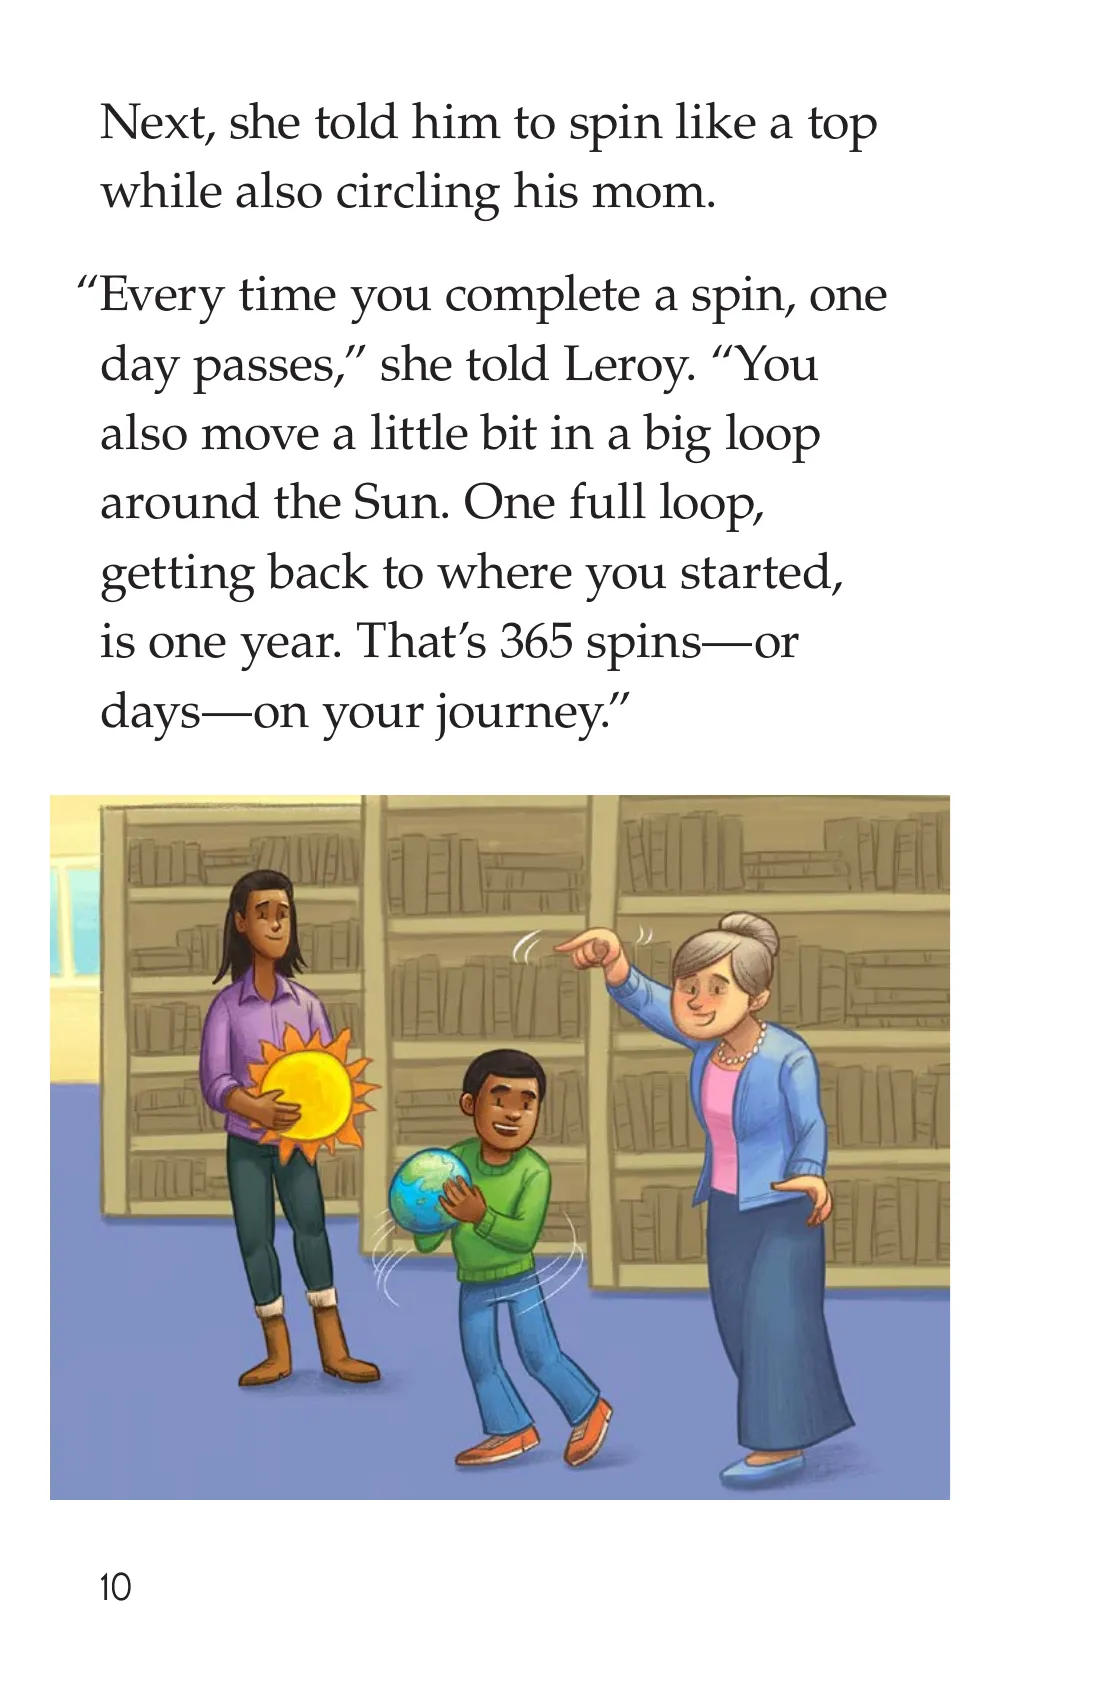 Next, she told him to spin like a top
while also circling his mom.
“Every time you complete a spin, one
day passes,” she told Leroy. “You
also move a little bit in a big loop
around the Sun. One full loop,
getting back to where you started,
is one year. That’s 365 spins—or
days—on your journey.”
10